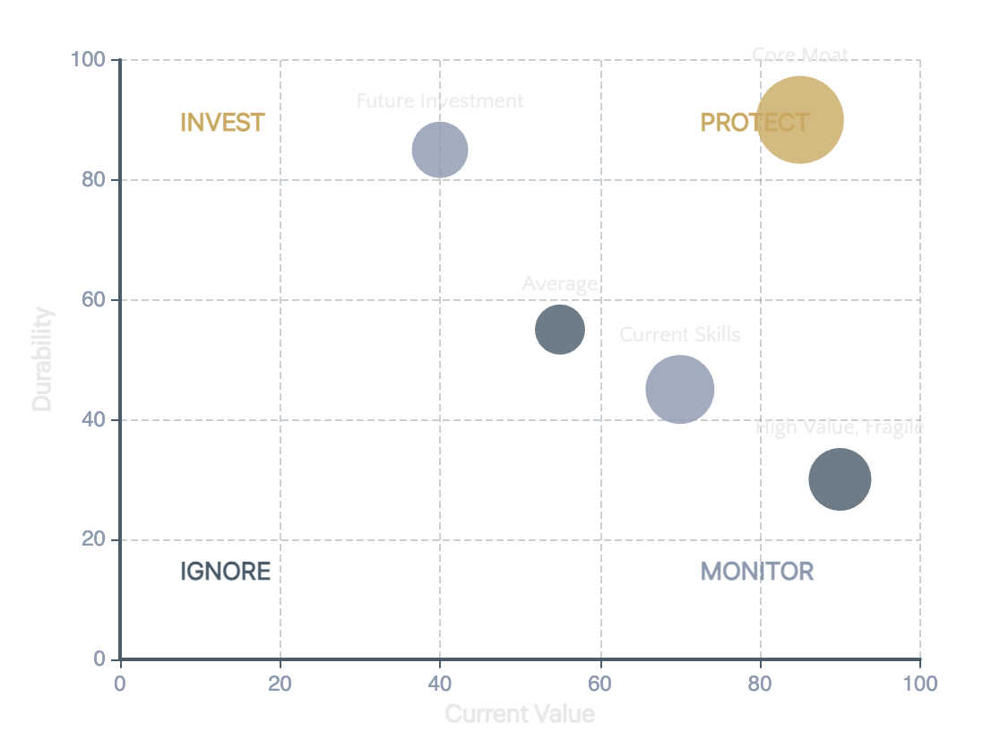 Core Moat
100
Future Investment
INVEST
PROTECT
80
Average
60
Current Skills
Durability
40
High Value, Fragile
20
IGNORE
MONITOR
0
0 20 40 60 80 100
Current Value